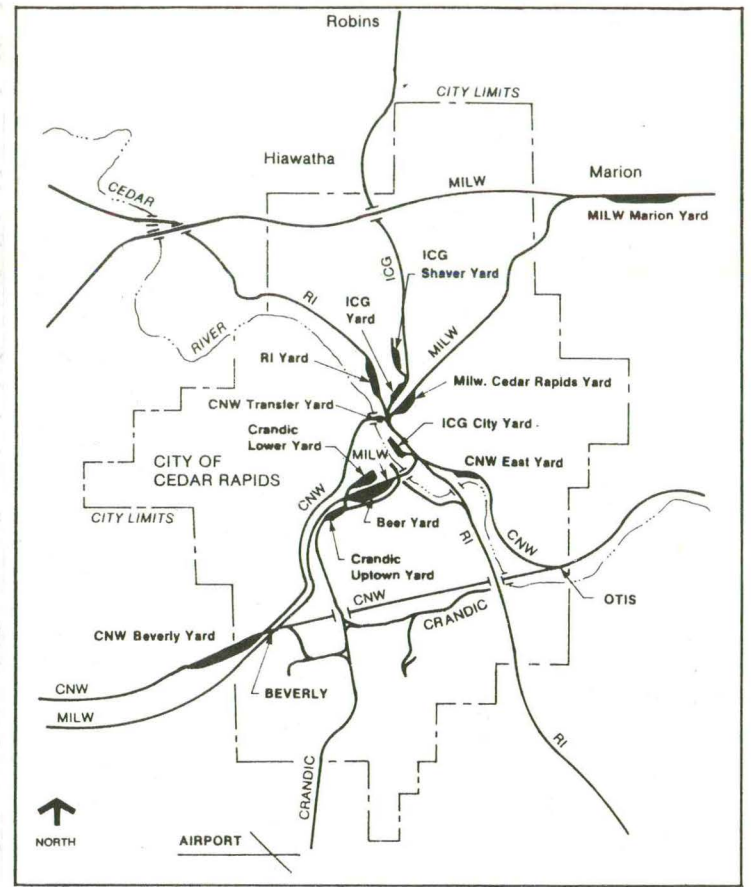 Robins
CITY LIMITS
Hiawatha
MILW
Marion
CEDAR
MILW Marion Yard
ICG
ICG
Shaver Yard
RI
ICG
Yard
RIVER
MILW
RI Yard
Milw. Cedar Rapids Yard
CNW Transfer Yard
ICG City Yard
Crandic
Lower Yard
MILW
CNW East Yard
CITY OF
CEDAR RAPIDS
CNW
CITY LIMITS
Beer Yard
RI
CNW
Crandic
Uptown Yard
CNW
OTIS
CRANDIC
CNW Beverly Yard
CNW
BEVERLY
MILW
RI
CRANDIC
NORTH
AIRPORT